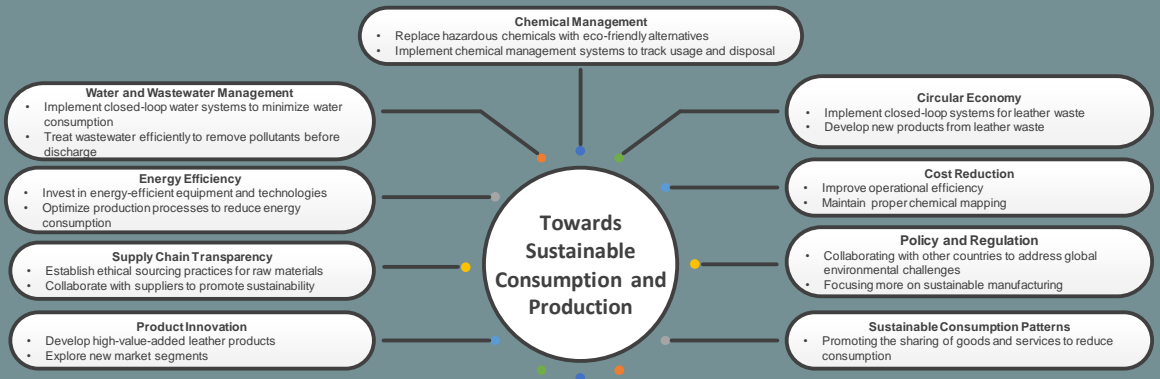 Chemical Management
• Replace hazardous chemicals with eco-friendly alternatives
• Implement chemical management systems to track usage and disposal
Water and Wastewater Management
• Implement closed-loop water systems to minimize water
consumption
• Treat wastewater efficiently to remove pollutants before
discharge
Energy Efficiency
• Invest in energy-efficient equipment and technologies
• Optimize production processes to reduce energy
consumption
Supply Chain Transparency
• Establish ethical sourcing practices for raw materials
• Collaborate with suppliers to promote sustainability
Product Innovation
• Develop high-value-added leather products
• Explore new market segments
Towards
Sustainable
Consumption and
Production
Circular Economy
• Implement closed-loop systems for leather waste
• Develop new products from leather waste
Cost Reduction
• Improve operational efficiency
• Maintain proper chemical mapping
Policy and Regulation
• Collaborating with other countries to address global
environmental challenges
• Focusing more on sustainable manufacturing
Sustainable Consumption Patterns
• Promoting the sharing of goods and services to reduce
consumption